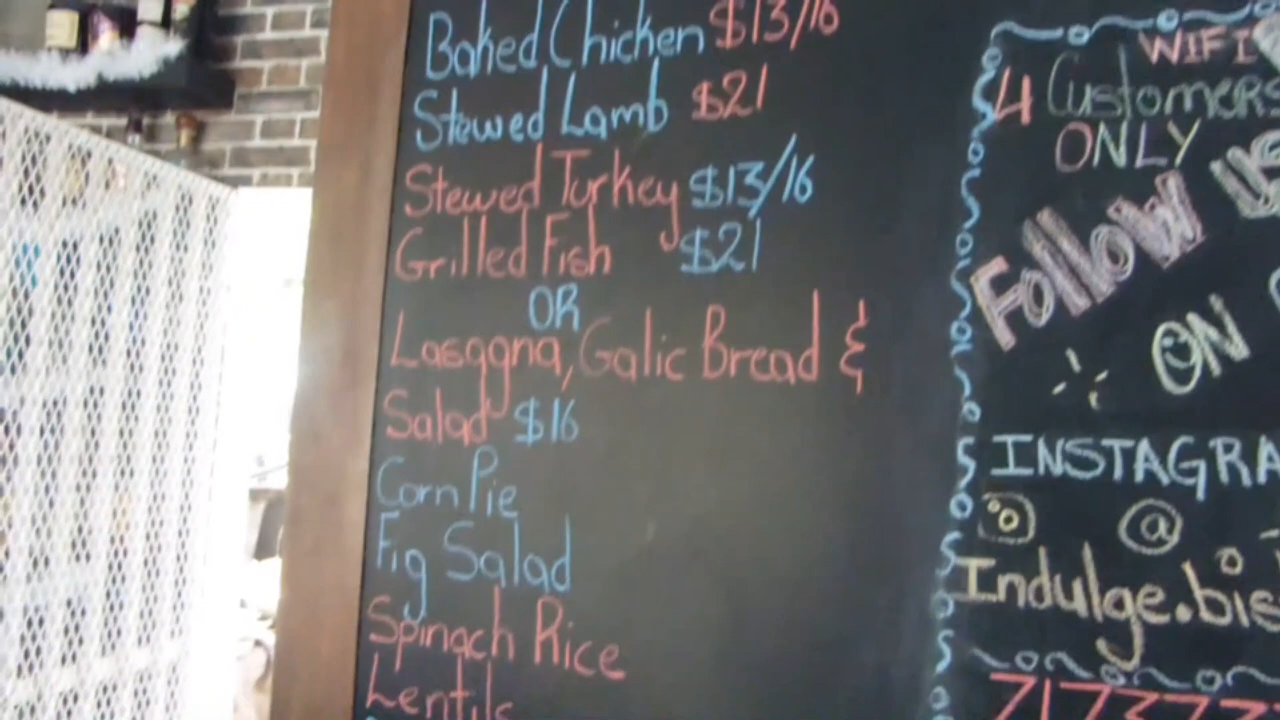 Baked Chicken $13/16
Stewed Lamb $21
Stewed Turkey $13/16
Grilled Fish $21
OR
Lasagna, Galic Bread &
Salad $16
Corn Pie
Fig Salad
Spinach Rice
Lentils
WIFI
4 Customers
ONLY
Follow US
ON
INSTAGRA
@
Indulge.bis